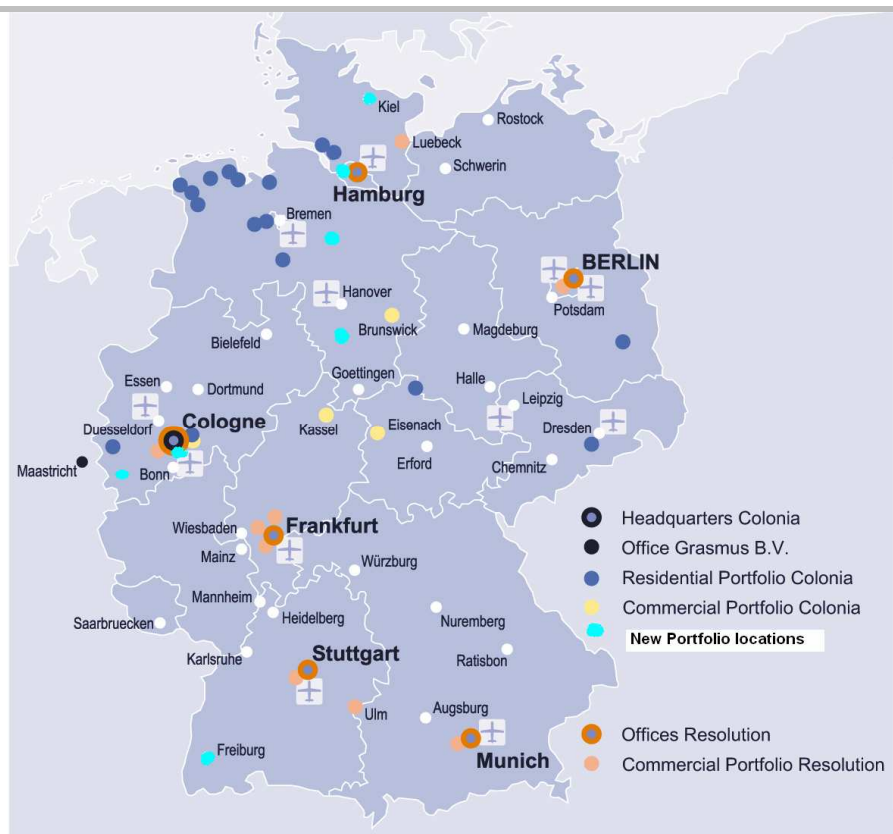 Kiel
Rostock
Luebeck
Schwerin
Hamburg
Bremen
BERLIN
Hanover
Potsdam
Brunswick
Magdeburg
Bielefeld
Goettingen
Halle
Essen
Dortmund
Leipzig
Cologne
Duesseldorf
Kassel
Eisenach
Dresden
Maastricht
Bonn
Erford
Chemnitz
Wiesbaden
Frankfurt
Mainz
Würzburg
Mannheim
Heidelberg
Nuremberg
Saarbruecken
Karlsruhe
Stuttgart
Ratisbon
Ulm
Augsburg
Freiburg
Munich
Headquarters Colonia
Office Grasmus B.V.
Residential Portfolio Colonia
Commercial Portfolio Colonia
New Portfolio locations
Offices Resolution
Commercial Portfolio Resolution